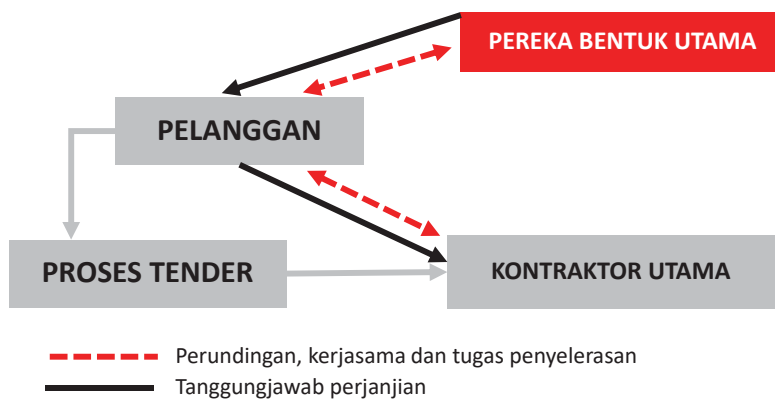 PEREKA BENTUK UTAMA
PELANGGAN
PROSES TENDER
KONTRAKTOR UTAMA
Perundingan, kerjasama dan tugas penyelerasan
Tanggungjawab perjanjian